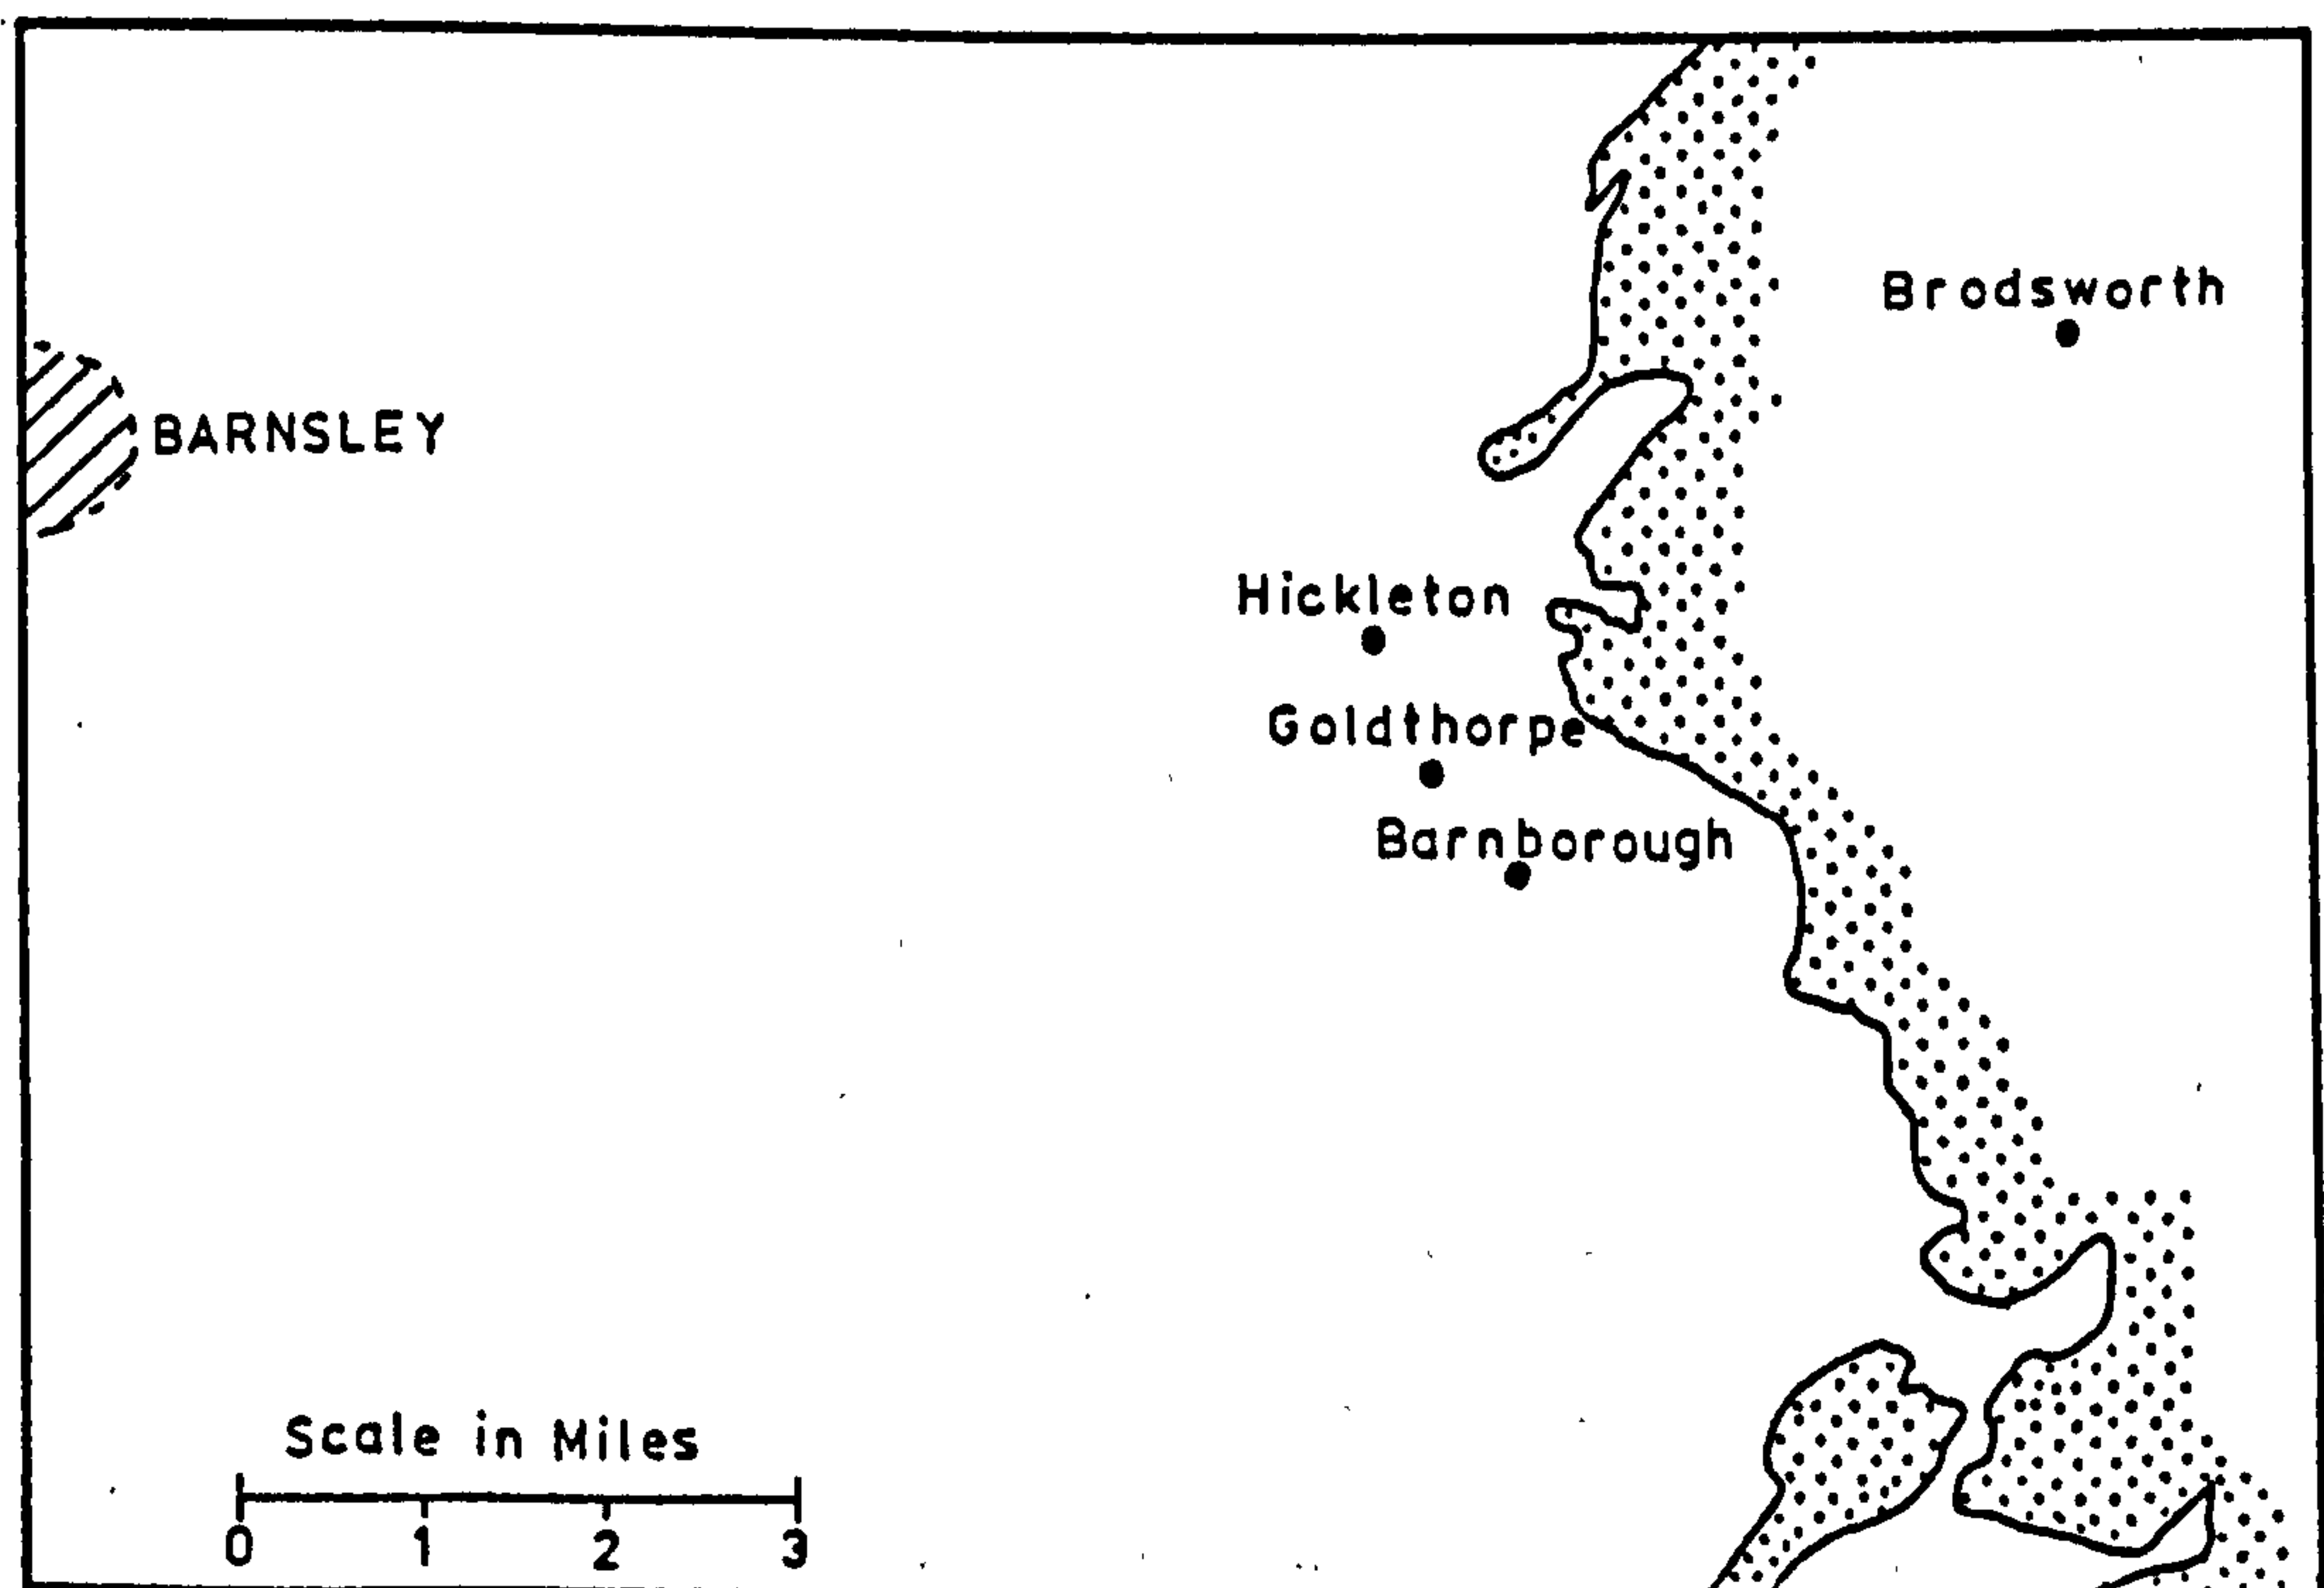 Brodsworth
BARNSLEY
Hickleton
Goldthorpe
Barnborough
Scale in Miles
0 1 2 3